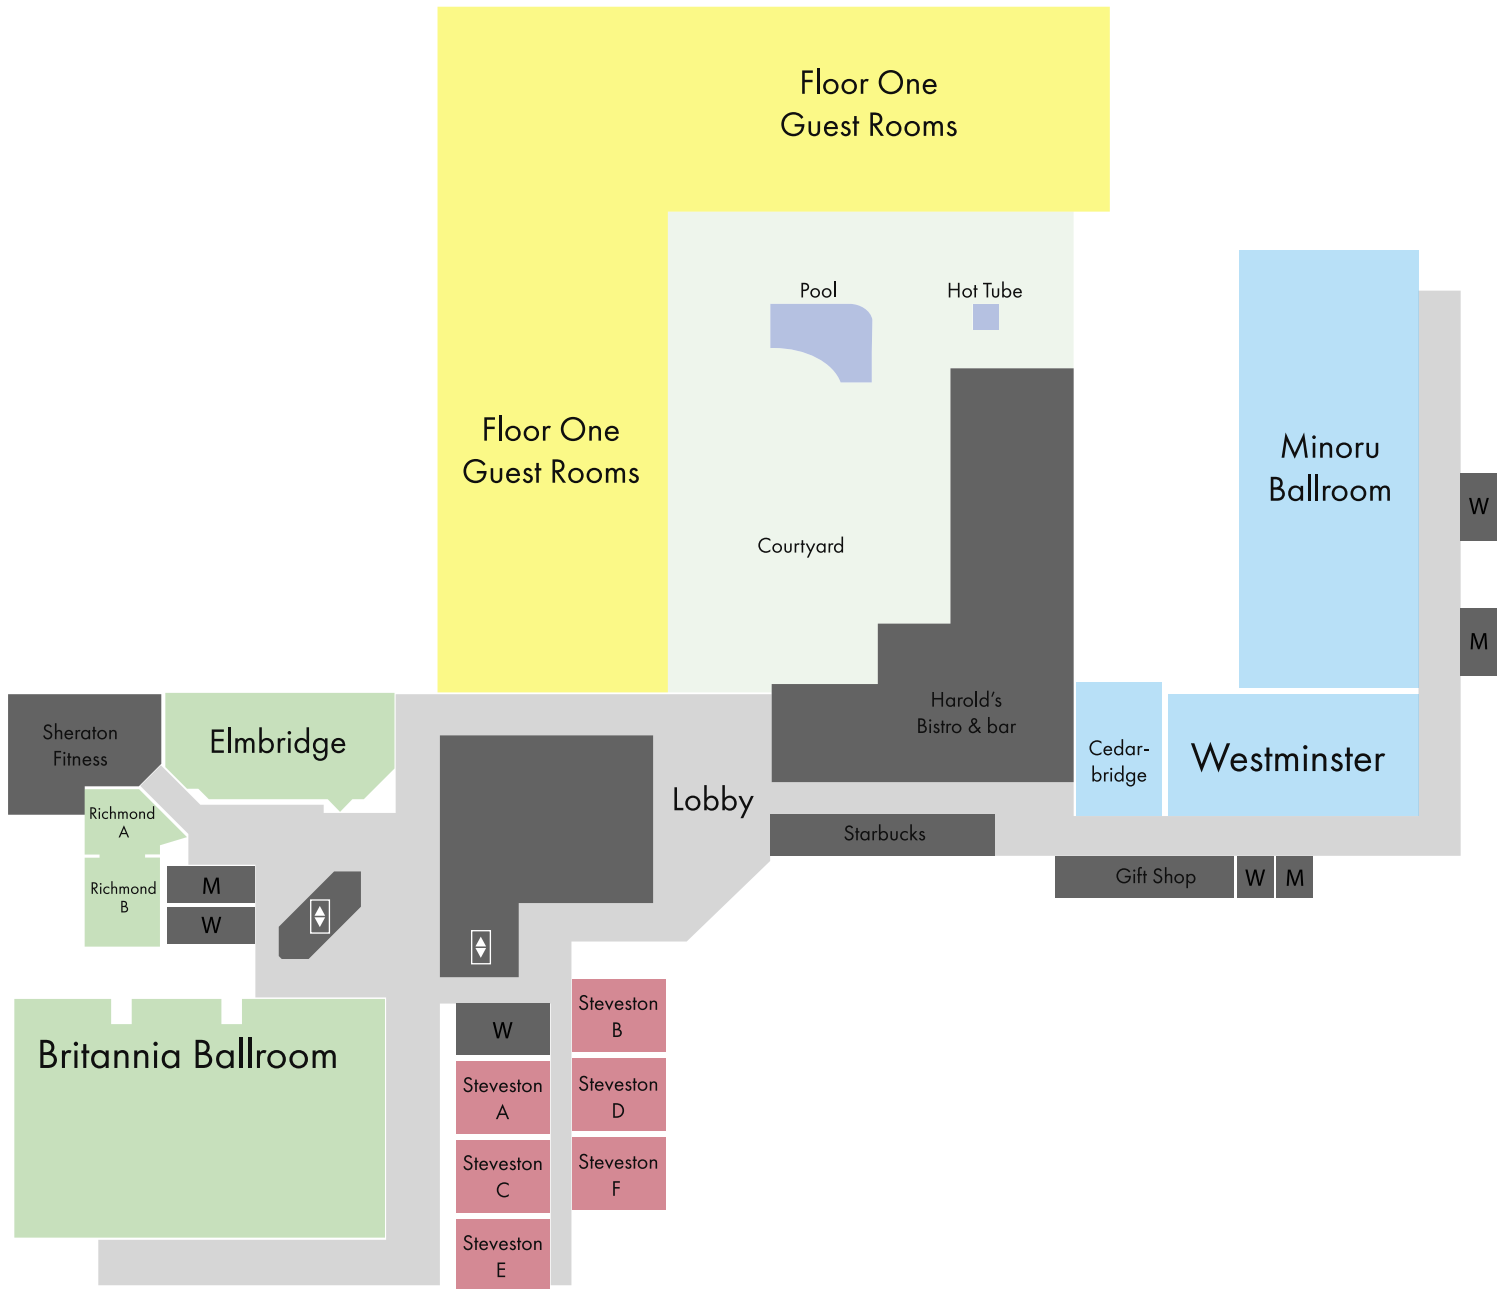 Floor One
Guest Rooms
Pool
Hot Tube
Floor One
Guest Rooms
Minoru
Ballroom
W
Courtyard
M
Harold's
Bistro & bar
Sheraton
Fitness
Elmbridge
Cedar-
bridge
Westminster
Lobby
Richmond
A
Starbucks
Richmond
B
M
W
Gift Shop
W
M
Britannia Ballroom
W
Steveston
B
Steveston
A
Steveston
D
Steveston
C
Steveston
F
Steveston
E